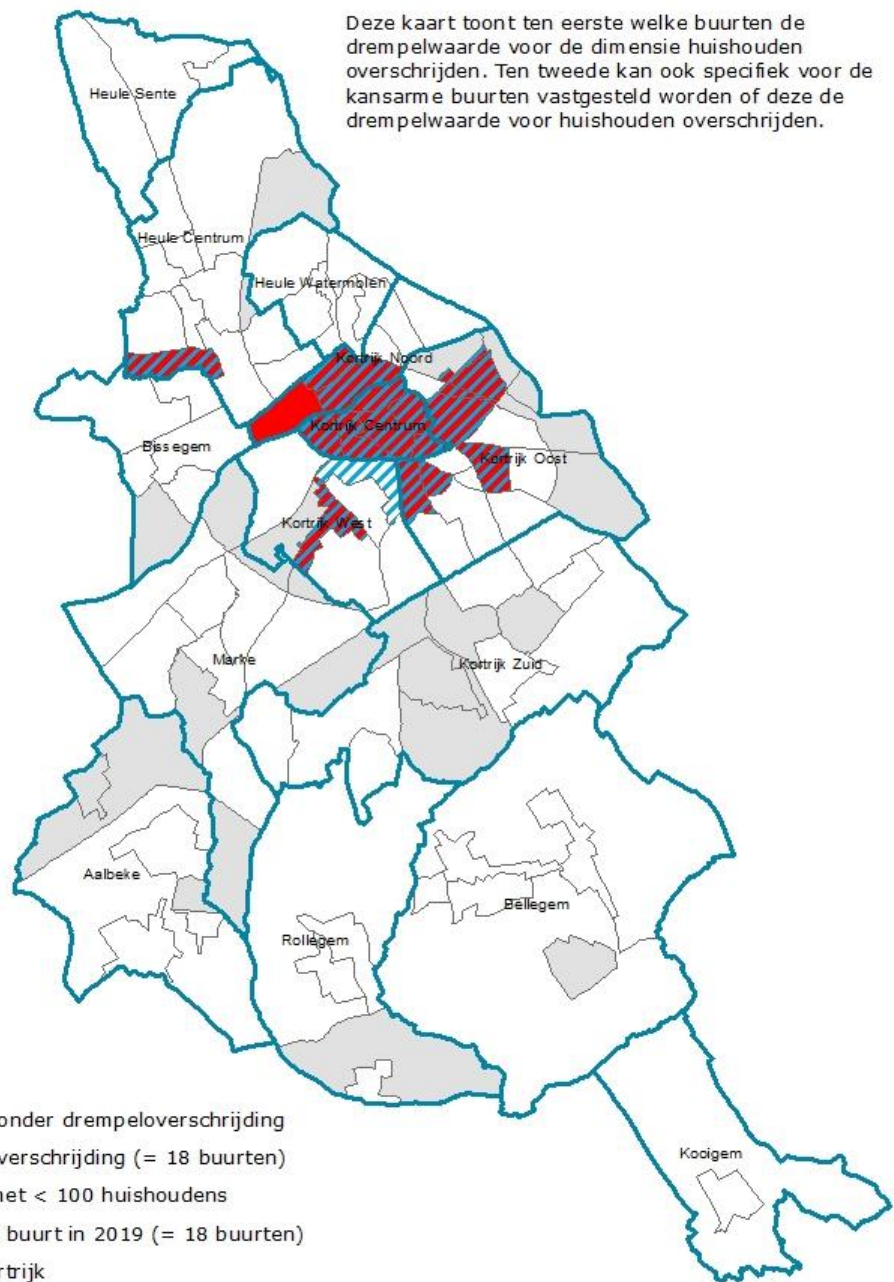 Deze kaart toont ten eerste welke buurten de
drempelwaarde voor de dimensie huishouden
overschrijden. Ten tweede kan ook specifiek voor de
kansarme buurten vastgesteld worden of deze de
drempelwaarde voor huishouden overschrijden.
Heule Sente
Heule Centrum
Heule Watermolen
Kortrijk Noord
Kortrijk Centrum
Bissegem
Kortrijk Oost
Kortrijk West
Marke
Kortrijk Zuid
Aalbeke
Bellegem
Rollegem
Kooigem
onder drempeloverschrijding
verschrijding (= 18 buurten)
net < 100 huishoudens
buurt in 2019 (= 18 buurten)
rtrijk